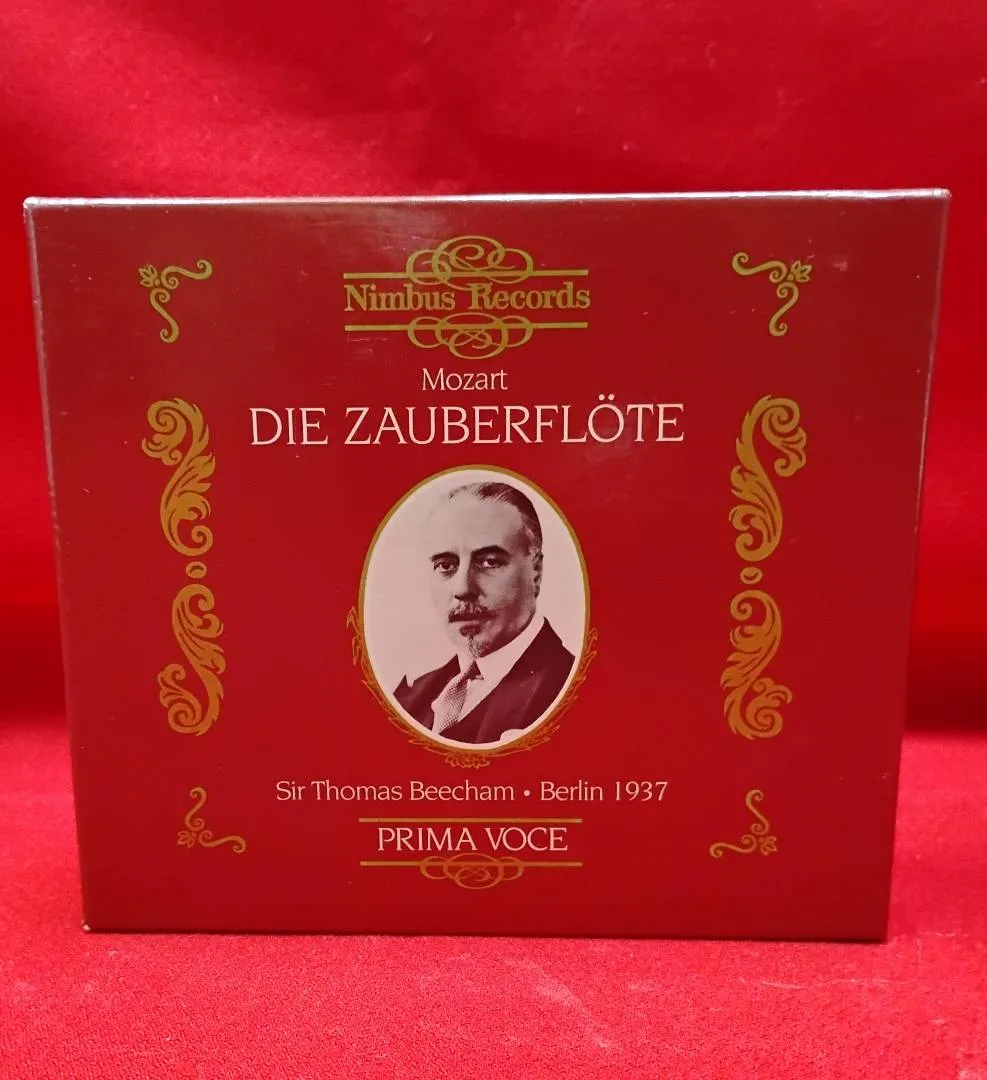 Nimbus Records
Mozart
DIE ZAUBERFLÖTE
Sir Thomas Beecham • Berlin 1937
PRIMA VOCE